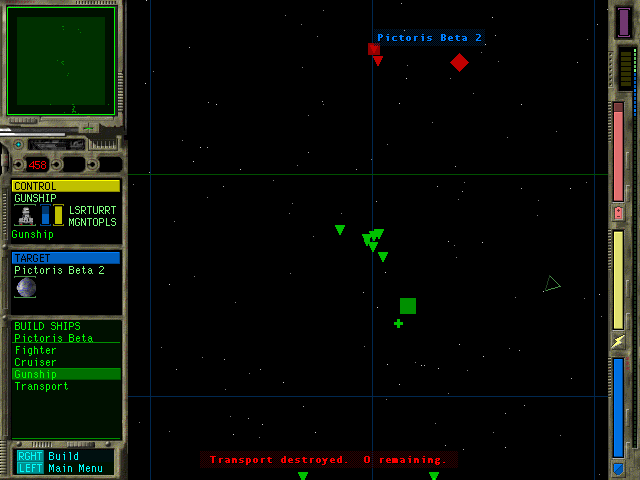 Pictoris Beta 2
458
CONTROL
GUNSHIP
LSRTURRT
MGNTOPLS
Gunship
TARGET
Pictoris Beta 2
BUILD SHIPS
Pictoris Beta
Fighter
Cruiser
Gunship
Transport
RGHT Build
LEFT Main Menu
Transport destroyed. 0 remaining.